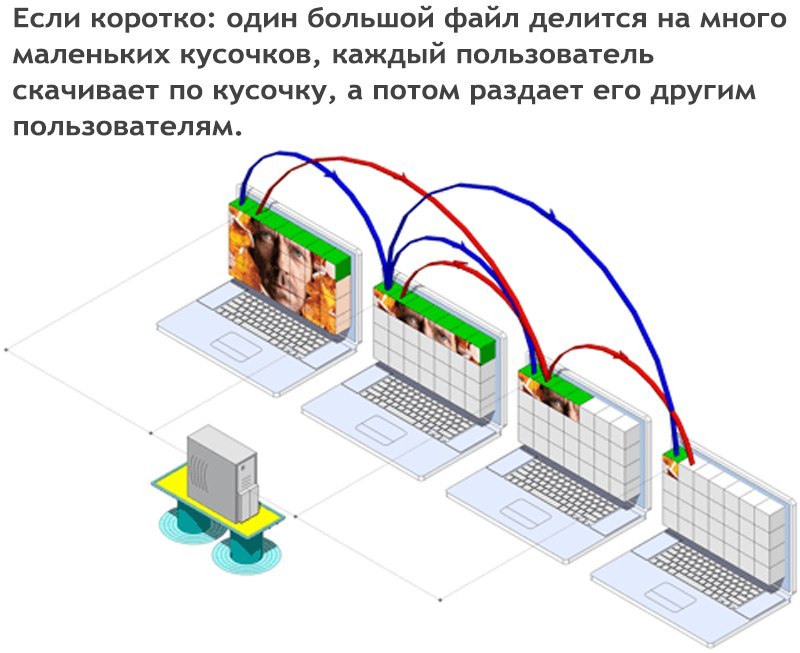 Если коротко: один большой файл делится на много
маленьких кусочков, каждый пользователь
скачивает по кусочку, а потом раздает его другим
пользователям.